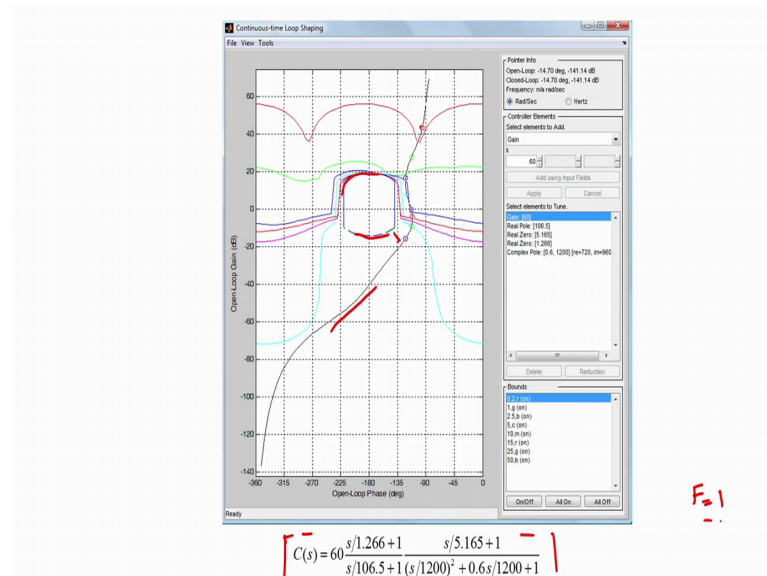 Continuous-time Loop Shaping
File View Tools
Pointer Info
Open-Loop: -14.70 deg, -141.14 dB
Closed-Loop: -14.70 deg, -141.14 dB
Frequency: n/a rad/sec
Rad/Sec Hertz
Controller Elements
Select elements to Add.
Gain
k
60
Add using Input Fields
Apply Cancel
Select elements to Tune.
Gain: [60]
Real Pole: [106.5]
Real Zero: [5.165]
Real Zero: [1.266]
Complex Pole: [0.6, 1200] [re=720, im=960
Delete Reduction
Bounds
0.2,r (on)
1,g (on)
2.5,b (on)
5,c (on)
10,m (on)
15,r (on)
25,g (on)
50,b (on)
On/Off All On All Off
60
40
20
0
-20
-40
-60
-80
-100
-120
-140
Open-Loop Gain (dB)
-360 -315 -270 -225 -180 -135 -90 -45 0
Open-Loop Phase (deg)
Ready
F=1
C(s) = 60 s/1.266+1 s/5.165+1
s/106.5+1 (s/1200)² + 0.6s/1200+1